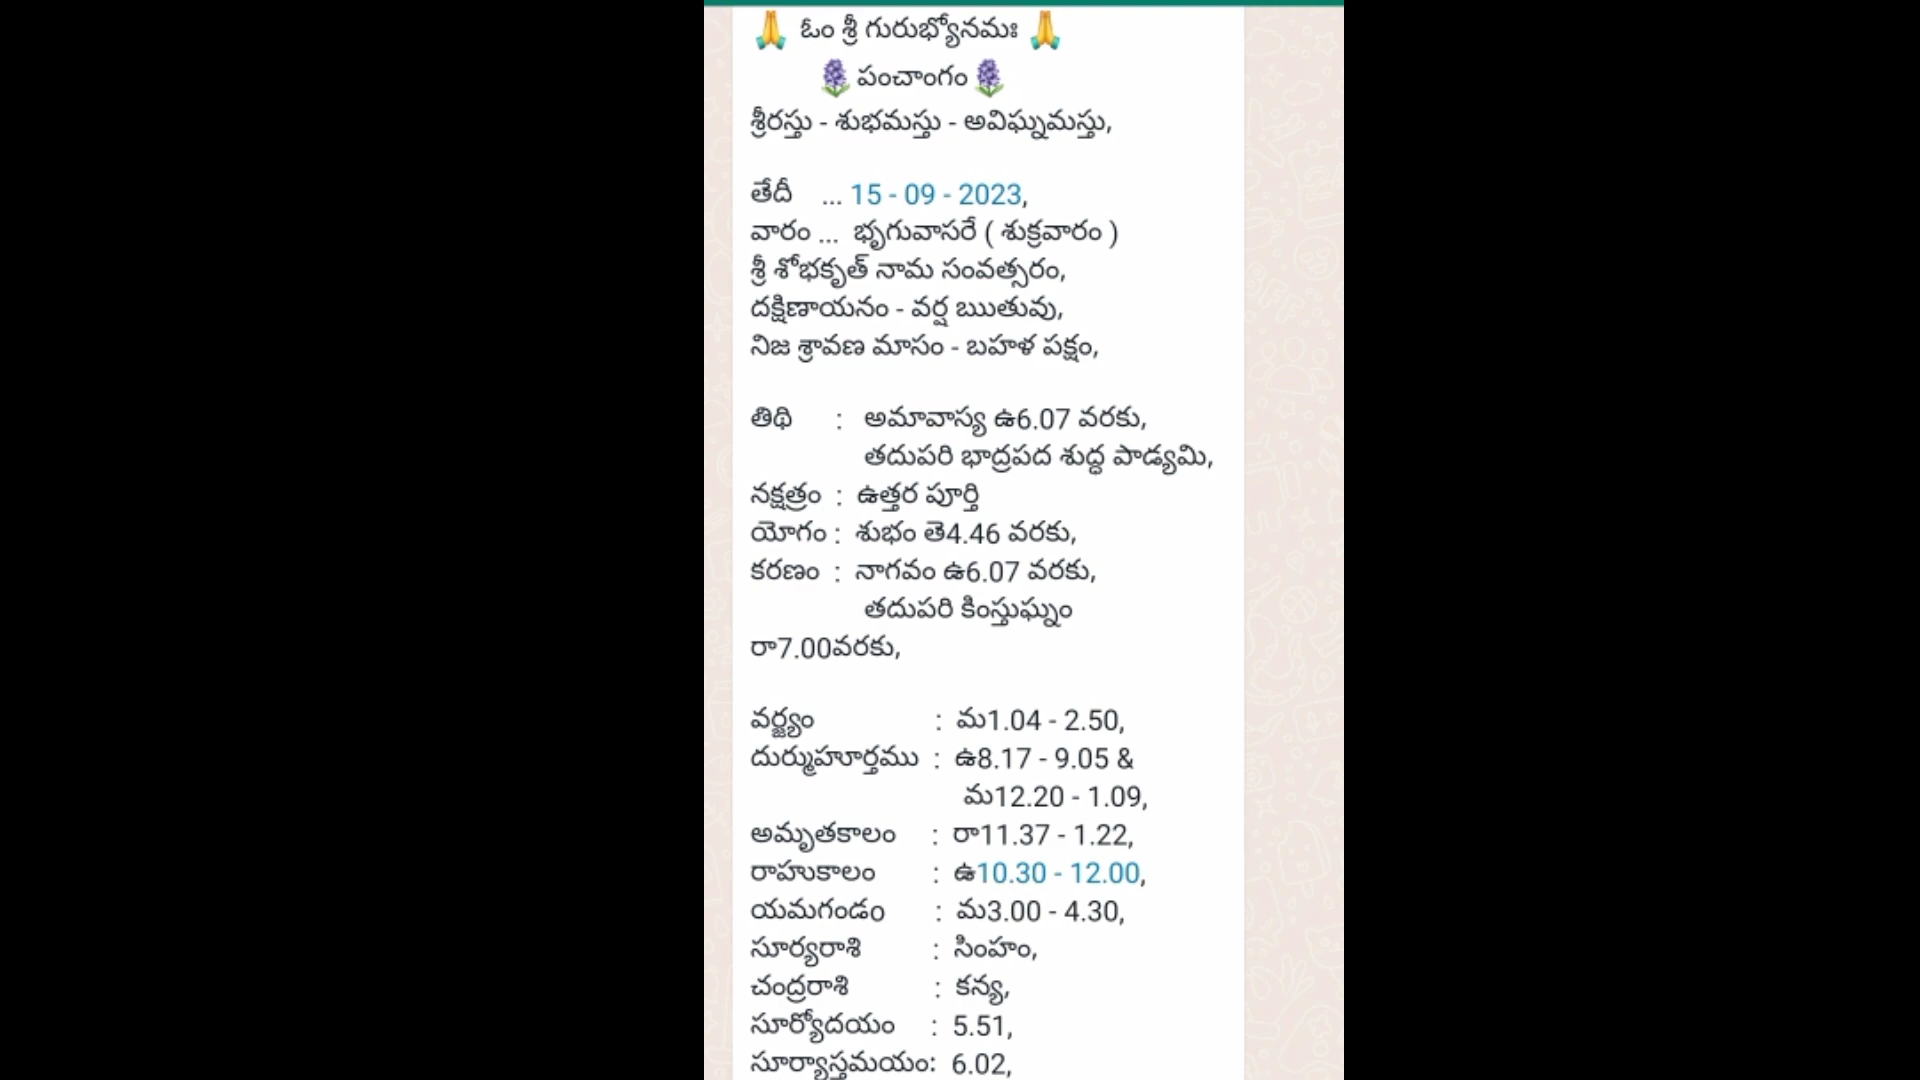 🙏 ఓం శ్రీ గురుభ్యోనమః 🙏
🪻పంచాంగం🪻
శ్రీరస్తు - శుభమస్తు - అవిఘ్నమస్తు,
తేదీ ... 15 - 09 - 2023,
వారం ... భృగువాసరే ( శుక్రవారం )
శ్రీ శోభకృత్ నామ సంవత్సరం,
దక్షిణాయనం - వర్ష ఋతువు,
నిజ శ్రావణ మాసం - బహళ పక్షం,
తిథి : అమావాస్య ఉ6.07 వరకు,
తదుపరి భాద్రపద శుద్ధ పాడ్యమి,
నక్షత్రం : ఉత్తర పూర్తి
యోగం : శుభం తె4.46 వరకు,
కరణం : నాగవం ఉ6.07 వరకు,
తదుపరి కింస్తుఘ్నం
రా7.00వరకు,
వర్జ్యం : మ1.04 - 2.50,
దుర్ముహూర్తము : ఉ8.17 - 9.05 &
మ12.20 - 1.09,
అమృతకాలం : రా11.37 - 1.22,
రాహుకాలం : ఉ10.30 - 12.00,
యమగండం : మ3.00 - 4.30,
సూర్యరాశి : సింహం,
చంద్రరాశి : కన్య,
సూర్యోదయం : 5.51,
సూర్యాస్తమయం: 6.02,